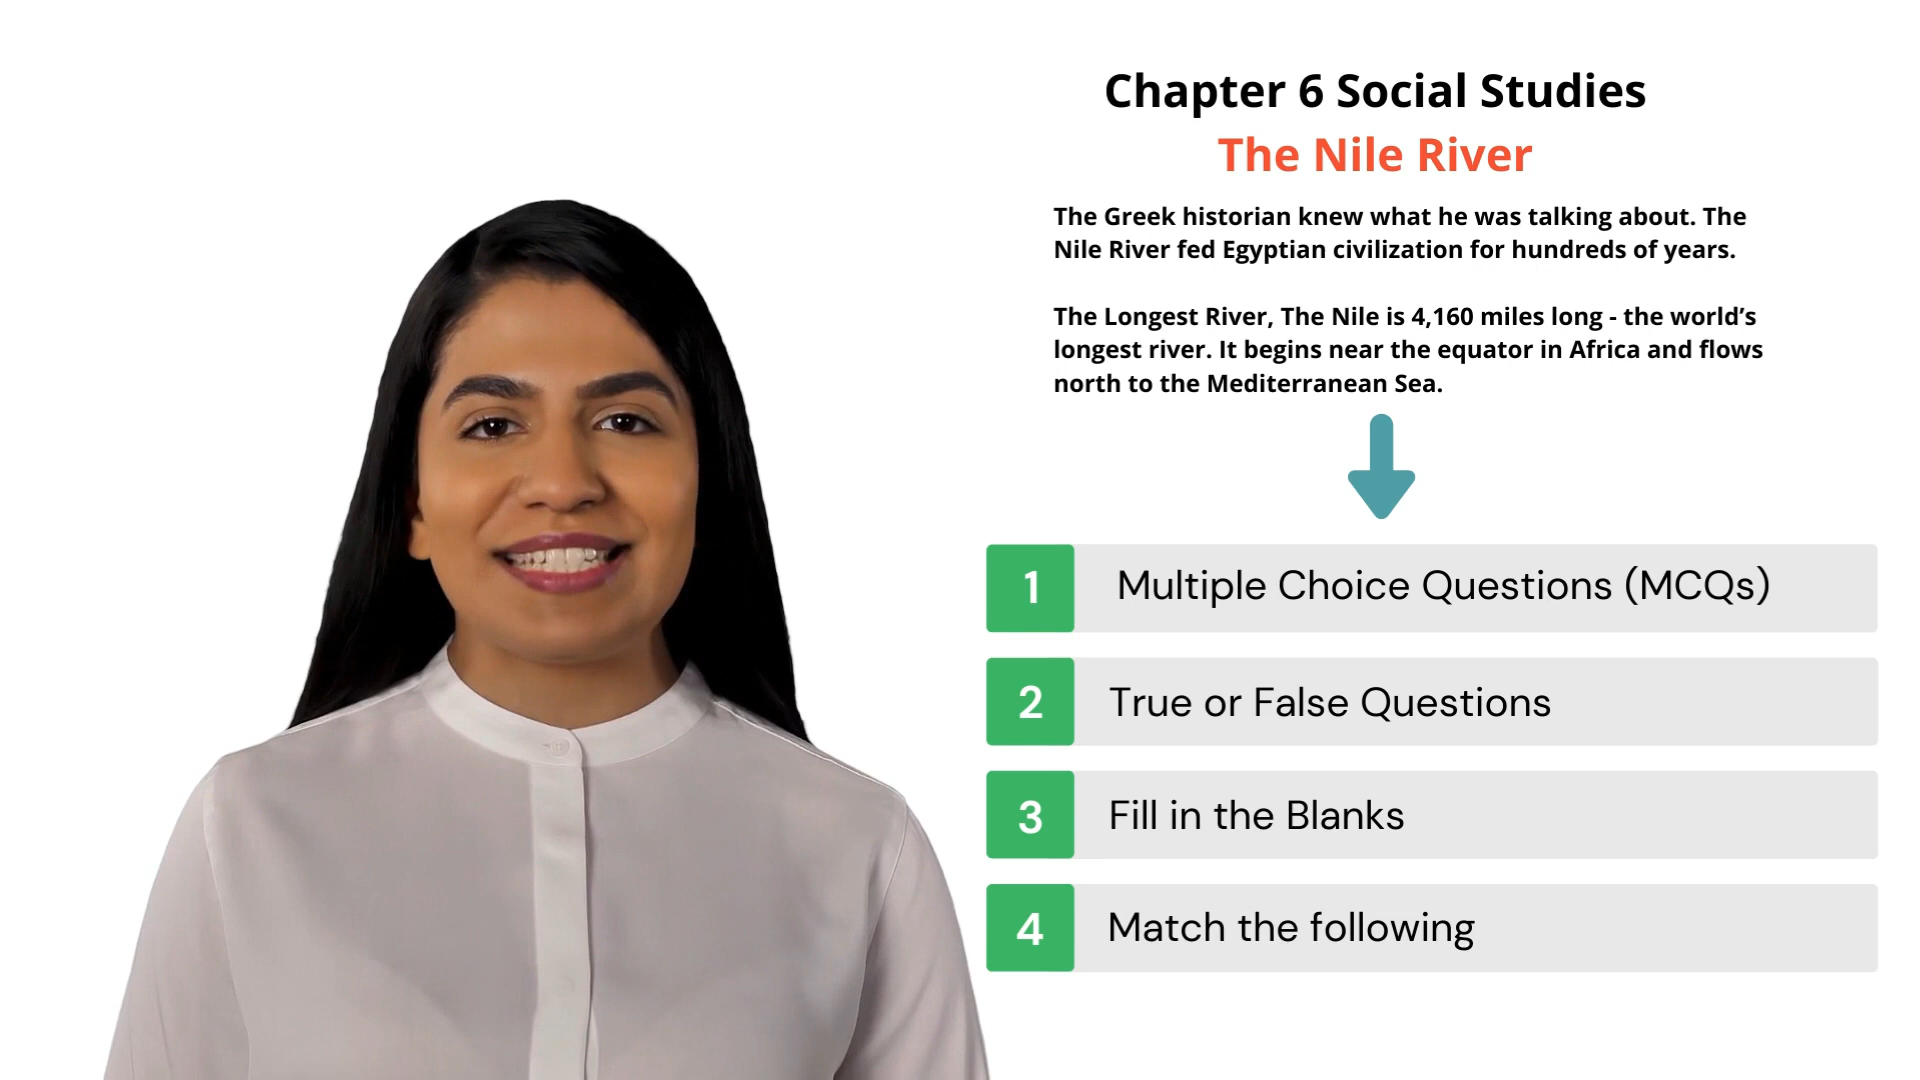 Chapter 6 Social Studies
The Nile River
The Greek historian knew what he was talking about. The
Nile River fed Egyptian civilization for hundreds of years.
The Longest River, The Nile is 4,160 miles long - the world’s
longest river. It begins near the equator in Africa and flows
north to the Mediterranean Sea.
1 Multiple Choice Questions (MCQs)
2 True or False Questions
3 Fill in the Blanks
4 Match the following